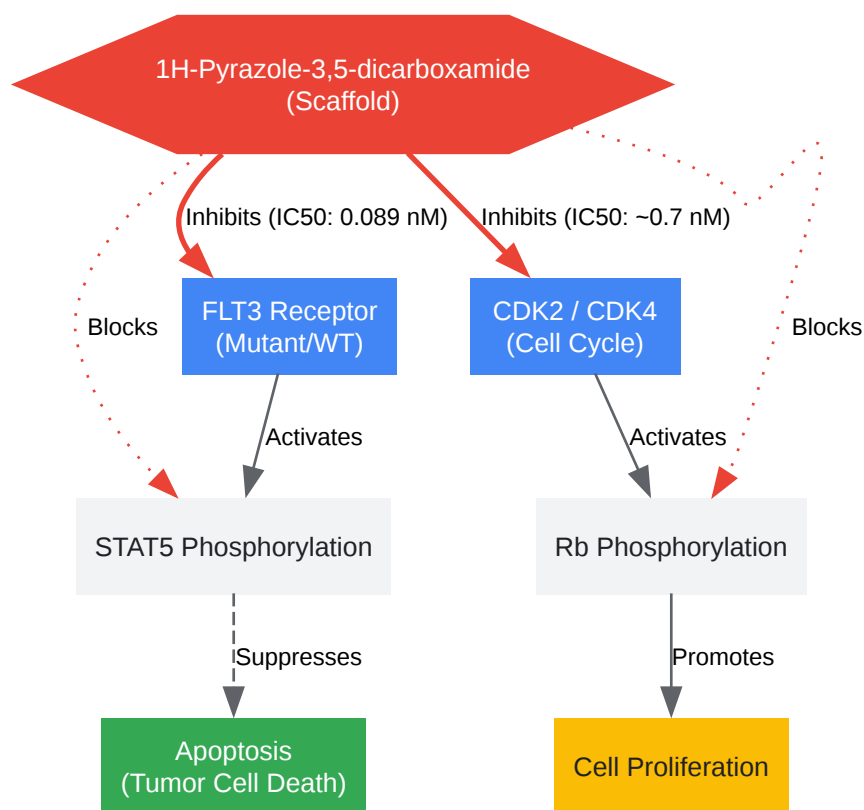 1H-Pyrazole-3,5-dicarboxamide
(Scaffold)
Inhibits (IC50: 0.089 nM)
Inhibits (IC50: ~0.7 nM)
FLT3 Receptor
(Mutant/WT)
CDK2 / CDK4
(Cell Cycle)
Blocks
Blocks
Activates
Activates
STAT5 Phosphorylation
Rb Phosphorylation
Suppresses
Promotes
Apoptosis
(Tumor Cell Death)
Cell Proliferation